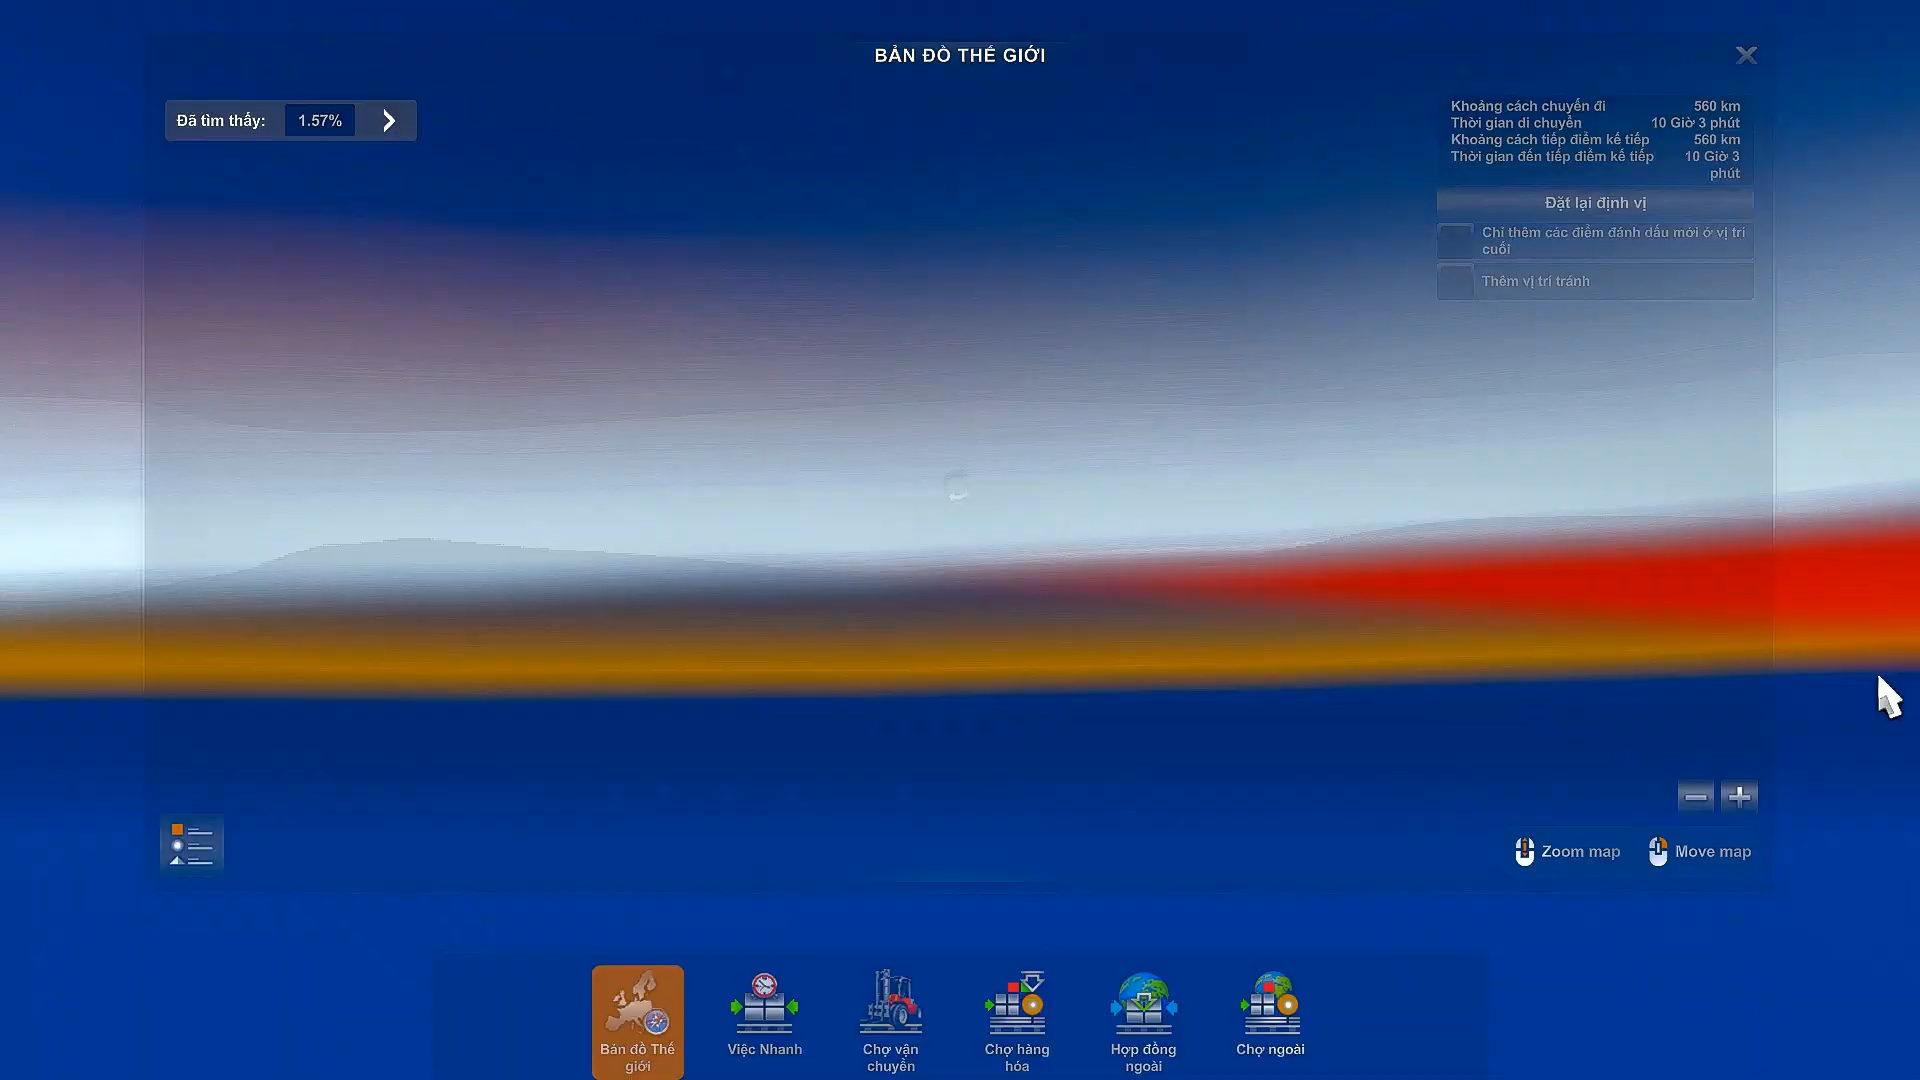 BẢN ĐỒ THẾ GIỚI
Đã tìm thấy: 1.57%
Khoảng cách chuyến đi 560 km
Thời gian di chuyển 10 Giờ 3 phút
Khoảng cách tiếp điểm kế tiếp 560 km
Thời gian đến tiếp điểm kế tiếp 10 Giờ 3
phút
Đặt lại định vị
Chỉ thêm các điểm đánh dấu mới ở vị trí
cuối
Thêm vị trí tránh
Zoom map Move map
Bản đồ Thế
giới
Việc Nhanh
Chợ vận
chuyển
Chợ hàng
hóa
Hợp đồng
ngoài
Chợ ngoài